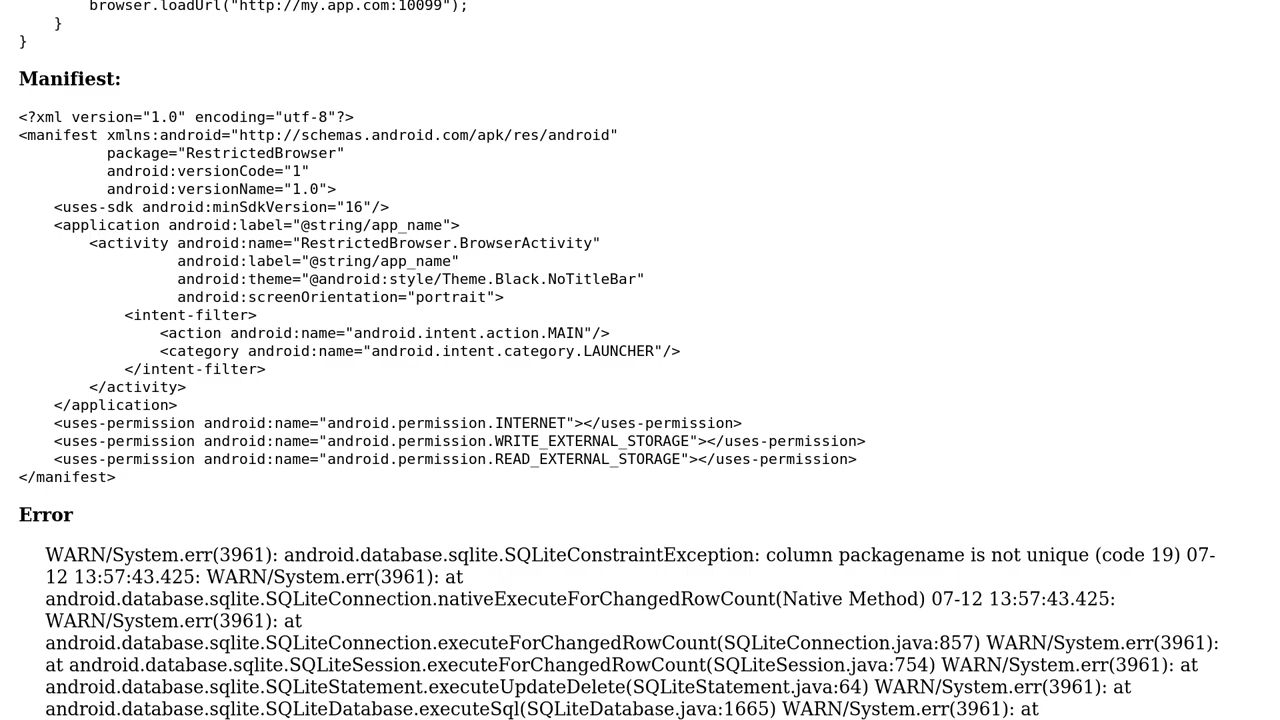 browser.loadUrl("http://my.app.com:10099");
    }
}
Manifiest:
<?xml version="1.0" encoding="utf-8"?>
<manifest xmlns:android="http://schemas.android.com/apk/res/android"
          package="RestrictedBrowser"
          android:versionCode="1"
          android:versionName="1.0">
    <uses-sdk android:minSdkVersion="16"/>
    <application android:label="@string/app_name">
        <activity android:name="RestrictedBrowser.BrowserActivity"
                  android:label="@string/app_name"
                  android:theme="@android:style/Theme.Black.NoTitleBar"
                  android:screenOrientation="portrait">
            <intent-filter>
                <action android:name="android.intent.action.MAIN"/>
                <category android:name="android.intent.category.LAUNCHER"/>
            </intent-filter>
        </activity>
    </application>
    <uses-permission android:name="android.permission.INTERNET"></uses-permission>
    <uses-permission android:name="android.permission.WRITE_EXTERNAL_STORAGE"></uses-permission>
    <uses-permission android:name="android.permission.READ_EXTERNAL_STORAGE"></uses-permission>
</manifest>
Error
WARN/System.err(3961): android.database.sqlite.SQLiteConstraintException: column packagename is not unique (code 19) 07-
12 13:57:43.425: WARN/System.err(3961): at
android.database.sqlite.SQLiteConnection.nativeExecuteForChangedRowCount(Native Method) 07-12 13:57:43.425:
WARN/System.err(3961): at
android.database.sqlite.SQLiteConnection.executeForChangedRowCount(SQLiteConnection.java:857) WARN/System.err(3961):
at android.database.sqlite.SQLiteSession.executeForChangedRowCount(SQLiteSession.java:754) WARN/System.err(3961): at
android.database.sqlite.SQLiteStatement.executeUpdateDelete(SQLiteStatement.java:64) WARN/System.err(3961): at
android.database.sqlite.SQLiteDatabase.executeSql(SQLiteDatabase.java:1665) WARN/System.err(3961): at